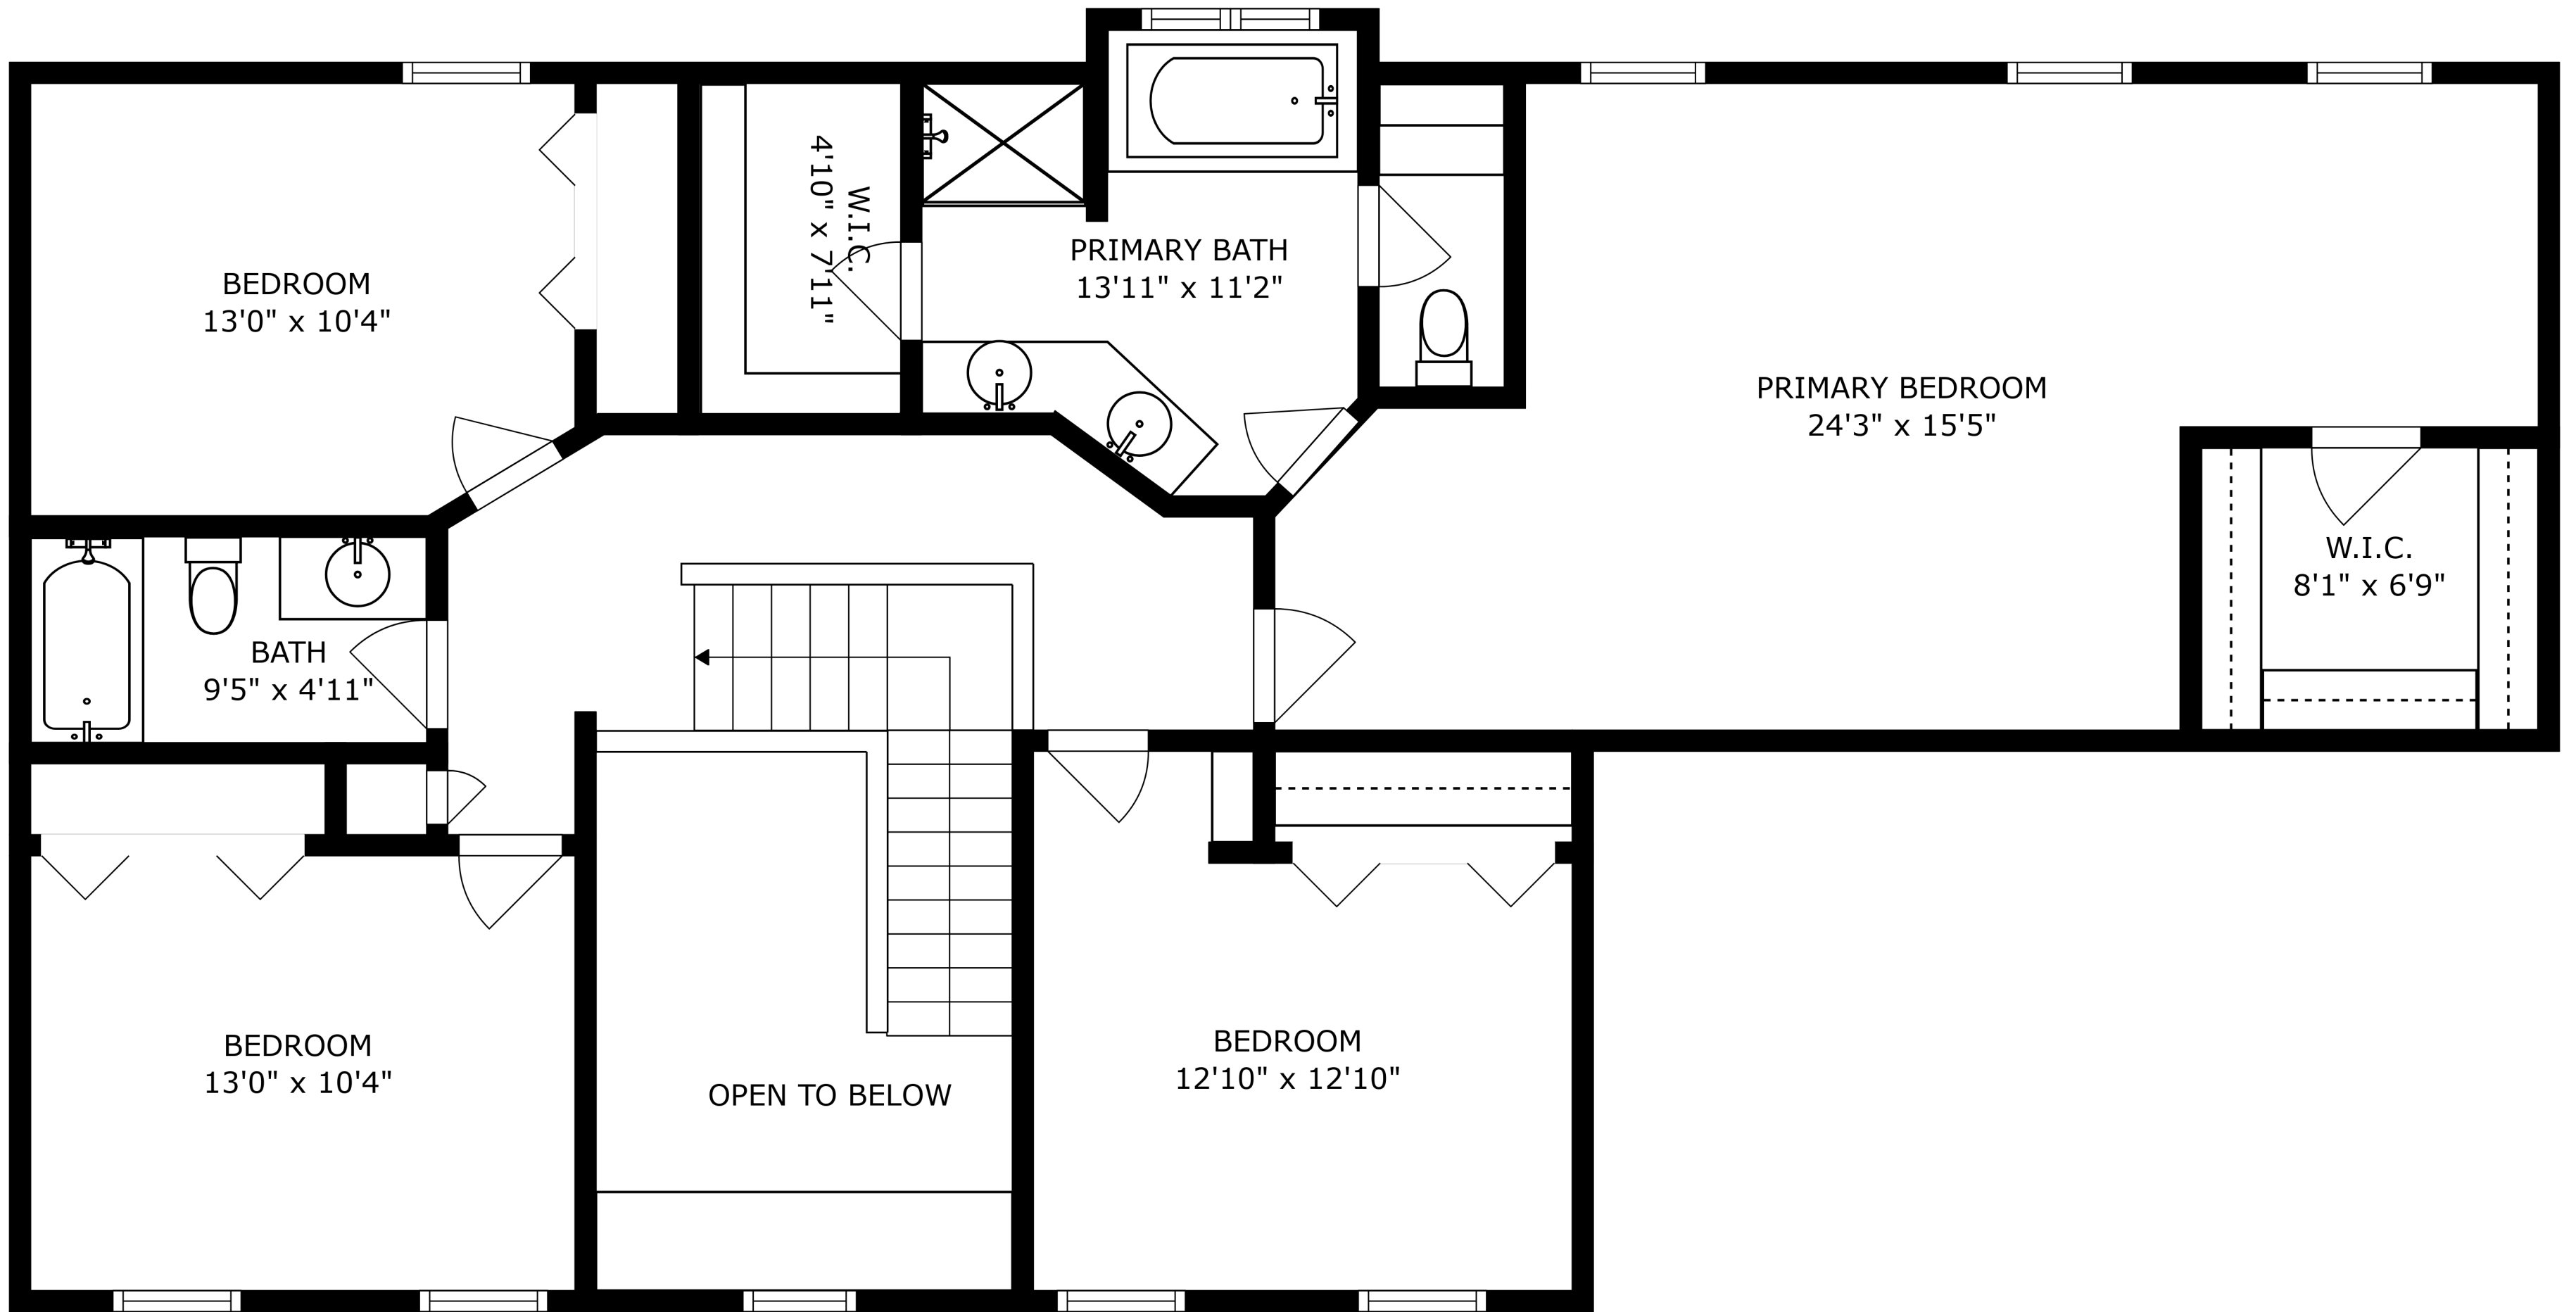 BEDROOM
13'0" x 10'4"
W.I.C.
4'10" x 7'11"
PRIMARY BATH
13'11" x 11'2"
PRIMARY BEDROOM
24'3" x 15'5"
W.I.C.
8'1" x 6'9"
BATH
9'5" x 4'11"
BEDROOM
13'0" x 10'4"
OPEN TO BELOW
BEDROOM
12'10" x 12'10"